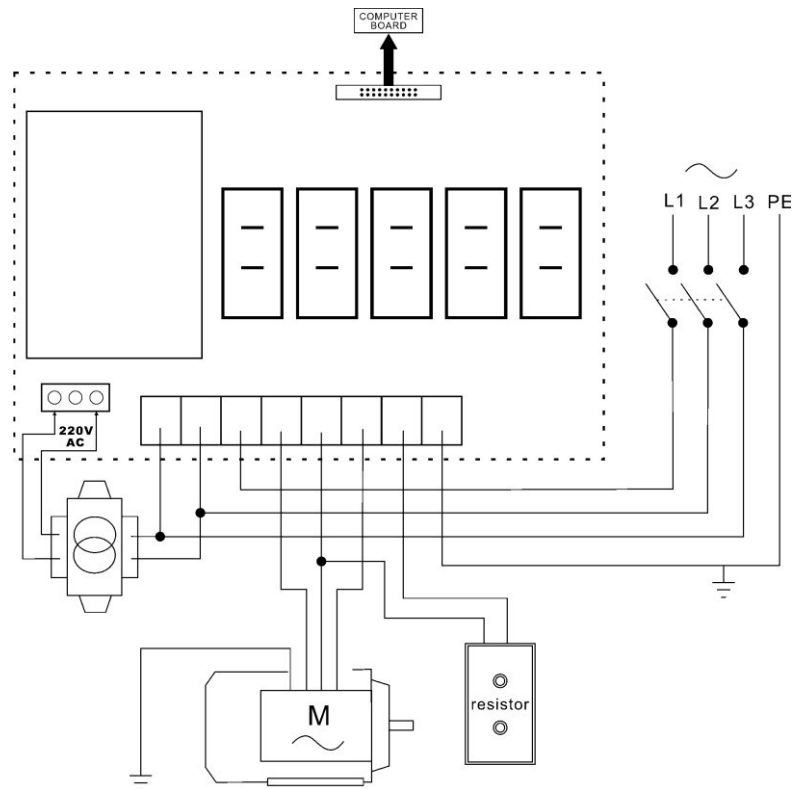 COMPUTER
BOARD
L1 L2 L3 PE
220V
AC
M
resistor